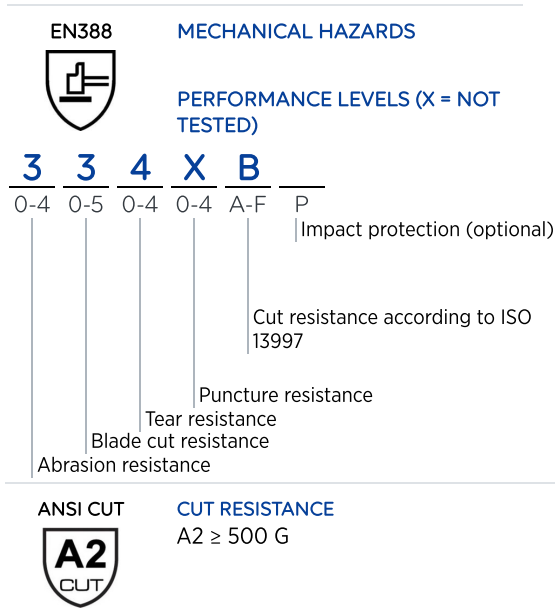 EN388
MECHANICAL HAZARDS
PERFORMANCE LEVELS (X = NOT
TESTED)
3 3 4 X B
0-4 0-5 0-4 0-4 A-F P
Impact protection (optional)
Cut resistance according to ISO
13997
Puncture resistance
Tear resistance
Blade cut resistance
Abrasion resistance
ANSI CUT
CUT RESISTANCE
A2 ≥ 500 G
A2
CUT